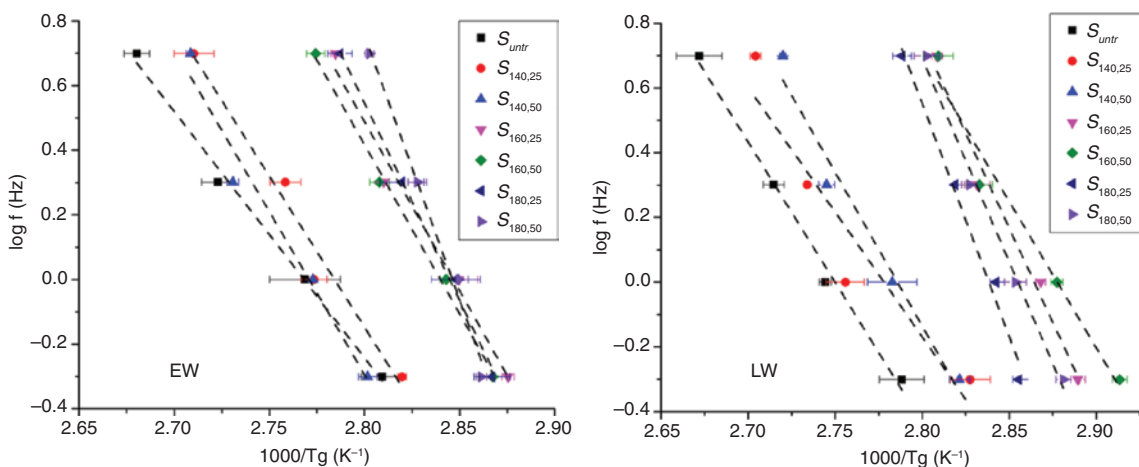 0.8
0.6
0.4
0.2
0.0
−0.2
−0.4
log f (Hz)
2.65
2.70
2.75
2.80
2.85
2.90
1000/Tg (K⁻¹)
EW
S_untr
S_140,25
S_140,50
S_160,25
S_160,50
S_180,25
S_180,50
0.8
0.6
0.4
0.2
0.0
−0.2
−0.4
log f (Hz)
2.65
2.70
2.75
2.80
2.85
2.90
1000/Tg (K⁻¹)
LW
S_untr
S_140,25
S_140,50
S_160,25
S_160,50
S_180,25
S_180,50